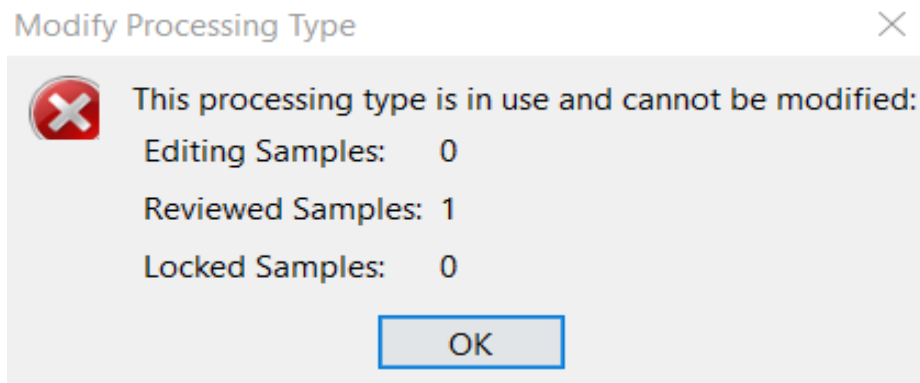 Modify Processing Type
This processing type is in use and cannot be modified:
Editing Samples: 0
Reviewed Samples: 1
Locked Samples: 0
OK